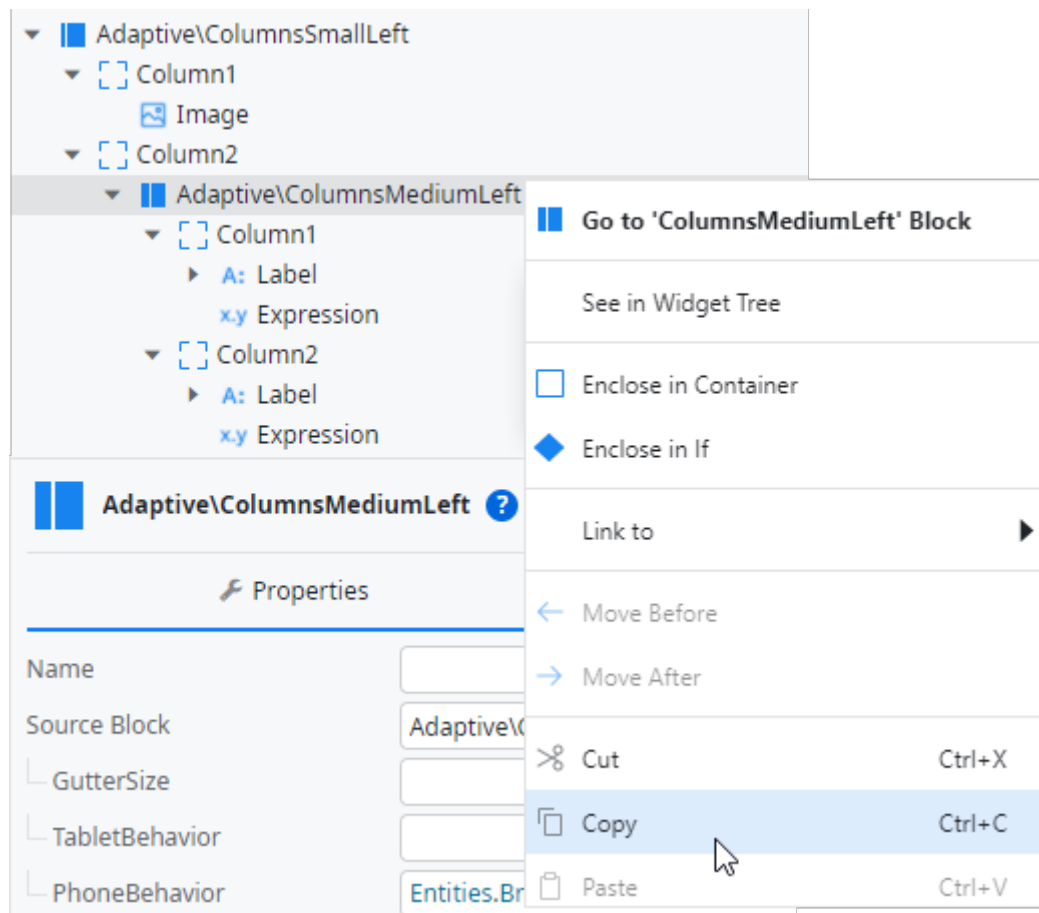 Adaptive\ColumnsSmallLeft
Column1
Image
Column2
Adaptive\ColumnsMediumLeft
Column1
A: Label
x.y Expression
Column2
A: Label
x.y Expression
Adaptive\ColumnsMediumLeft ?
Properties
Name
Source Block Adaptive\C
GutterSize
TabletBehavior
PhoneBehavior Entities.Br
Go to 'ColumnsMediumLeft' Block
See in Widget Tree
Enclose in Container
Enclose in If
Link to
Move Before
Move After
Cut Ctrl+X
Copy Ctrl+C
Paste Ctrl+V